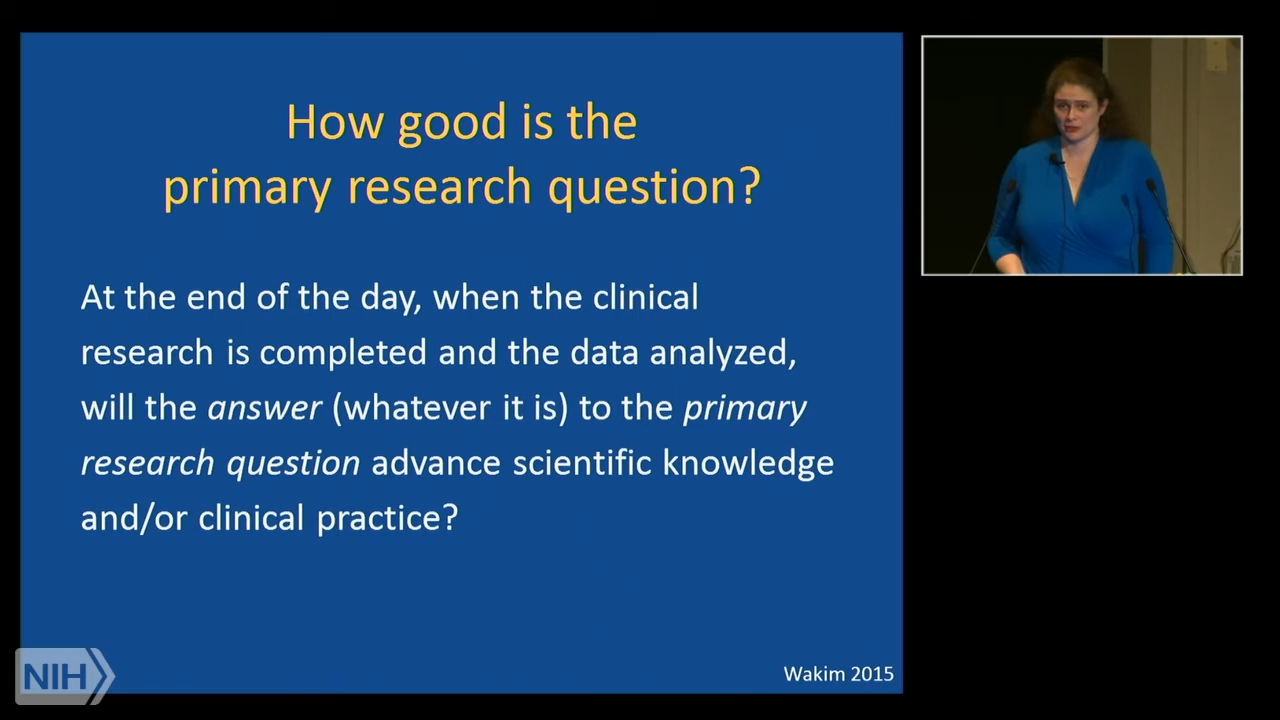 How good is the
primary research question?
At the end of the day, when the clinical
research is completed and the data analyzed,
will the answer (whatever it is) to the primary
research question advance scientific knowledge
and/or clinical practice?
NIH
Wakim 2015